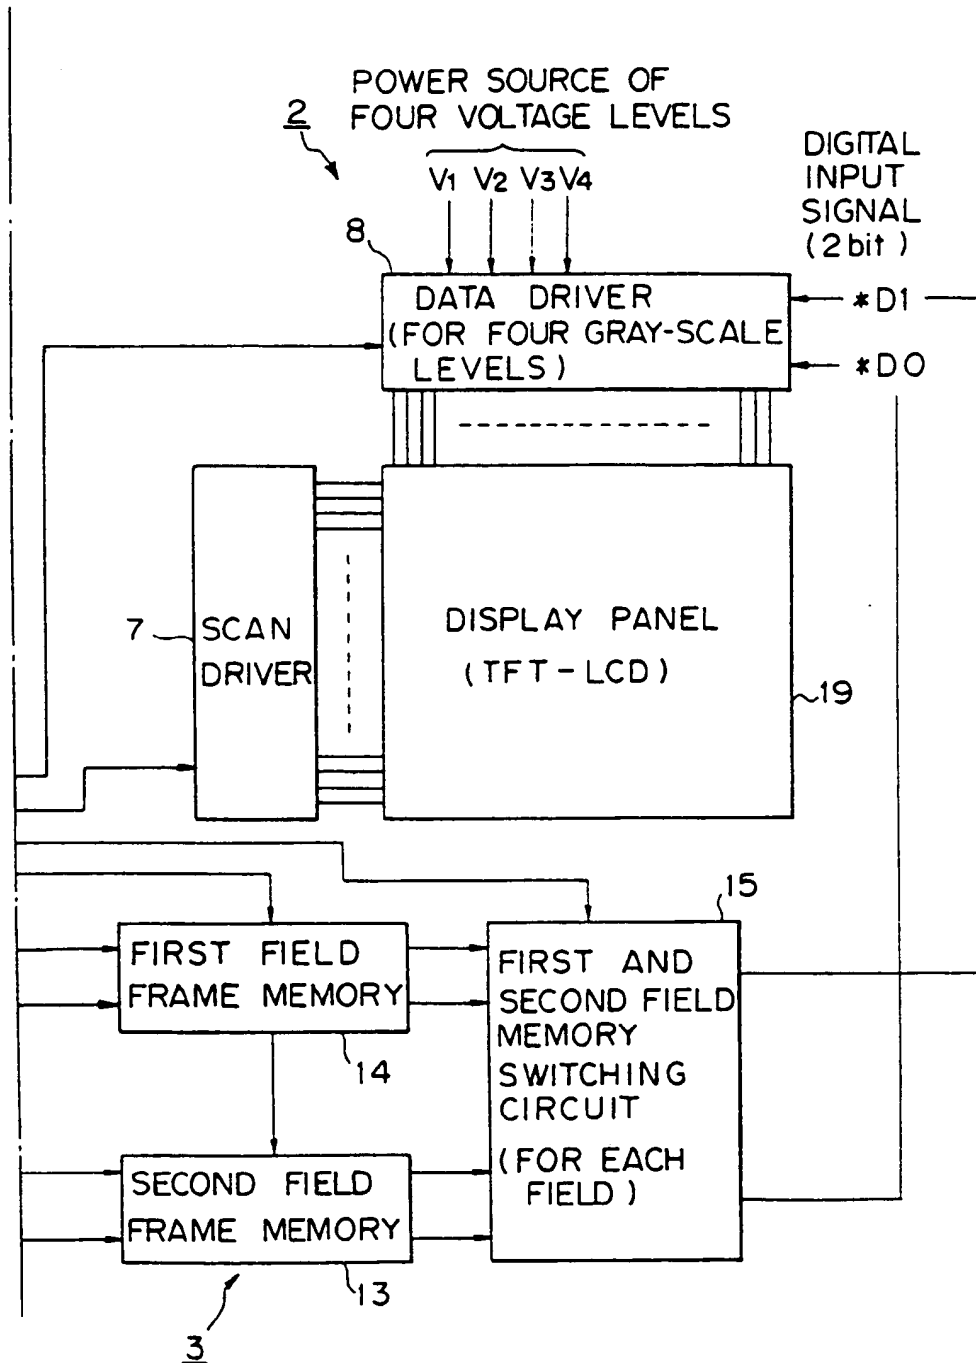 POWER SOURCE OF
FOUR VOLTAGE LEVELS
2
V1 V2 V3 V4
DIGITAL
INPUT
SIGNAL
(2bit)
8
DATA DRIVER
(FOR FOUR GRAY-SCALE
LEVELS)
*D1
*D0
7
SCAN
DRIVER
DISPLAY PANEL
(TFT-LCD)
19
15
FIRST FIELD
FRAME MEMORY
14
FIRST AND
SECOND FIELD
MEMORY
SWITCHING
CIRCUIT
(FOR EACH
FIELD)
SECOND FIELD
FRAME MEMORY
13
3